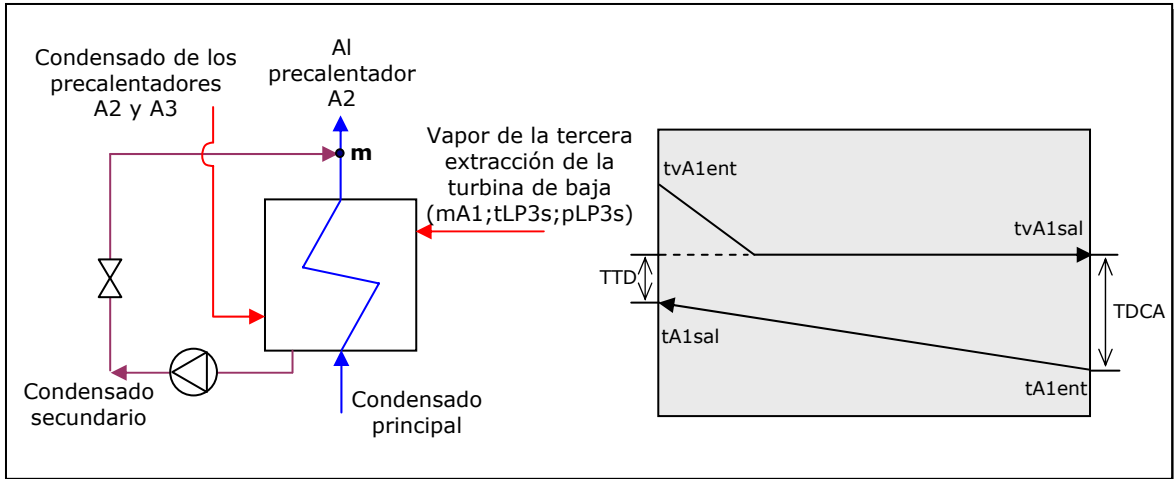 Condensado de los
precalentadores
A2 y A3
Al
precalentador
A2
m
Vapor de la tercera
extracción de la
turbina de baja
(mA1;tLP3s;pLP3s)
Condensado
secundario
Condensado
principal
tvA1ent
tvA1sal
TTD
tA1sal
TDCA
tA1ent